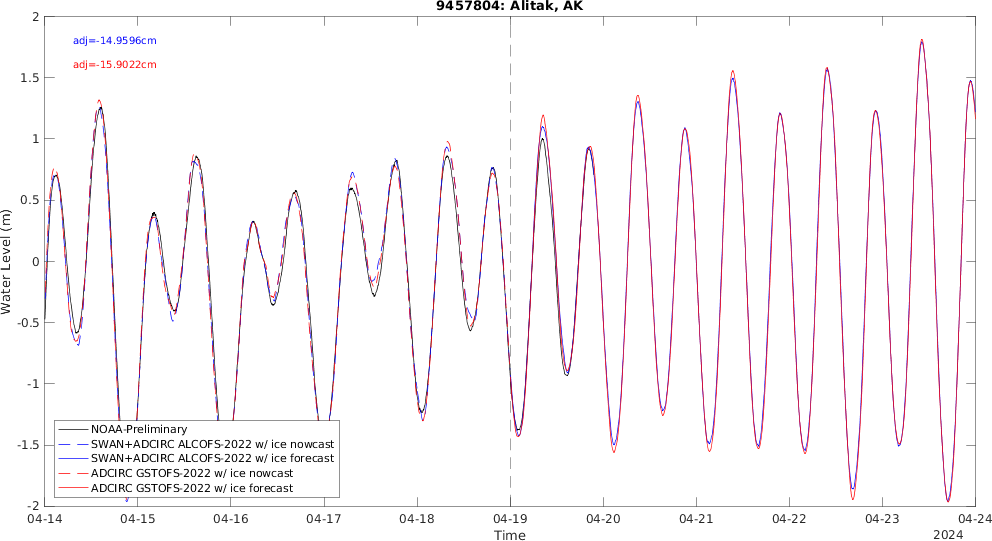 9457804: Alitak, AK
adj=-14.9596cm
adj=-15.9022cm
Water Level (m)
2
1.5
1
0.5
0
-0.5
-1
-1.5
-2
NOAA-Preliminary
SWAN+ADCIRC ALCOFS-2022 w/ ice nowcast
SWAN+ADCIRC ALCOFS-2022 w/ ice forecast
ADCIRC GSTOFS-2022 w/ ice nowcast
ADCIRC GSTOFS-2022 w/ ice forecast
04-14 04-15 04-16 04-17 04-18 04-19 04-20 04-21 04-22 04-23 04-24
Time
2024